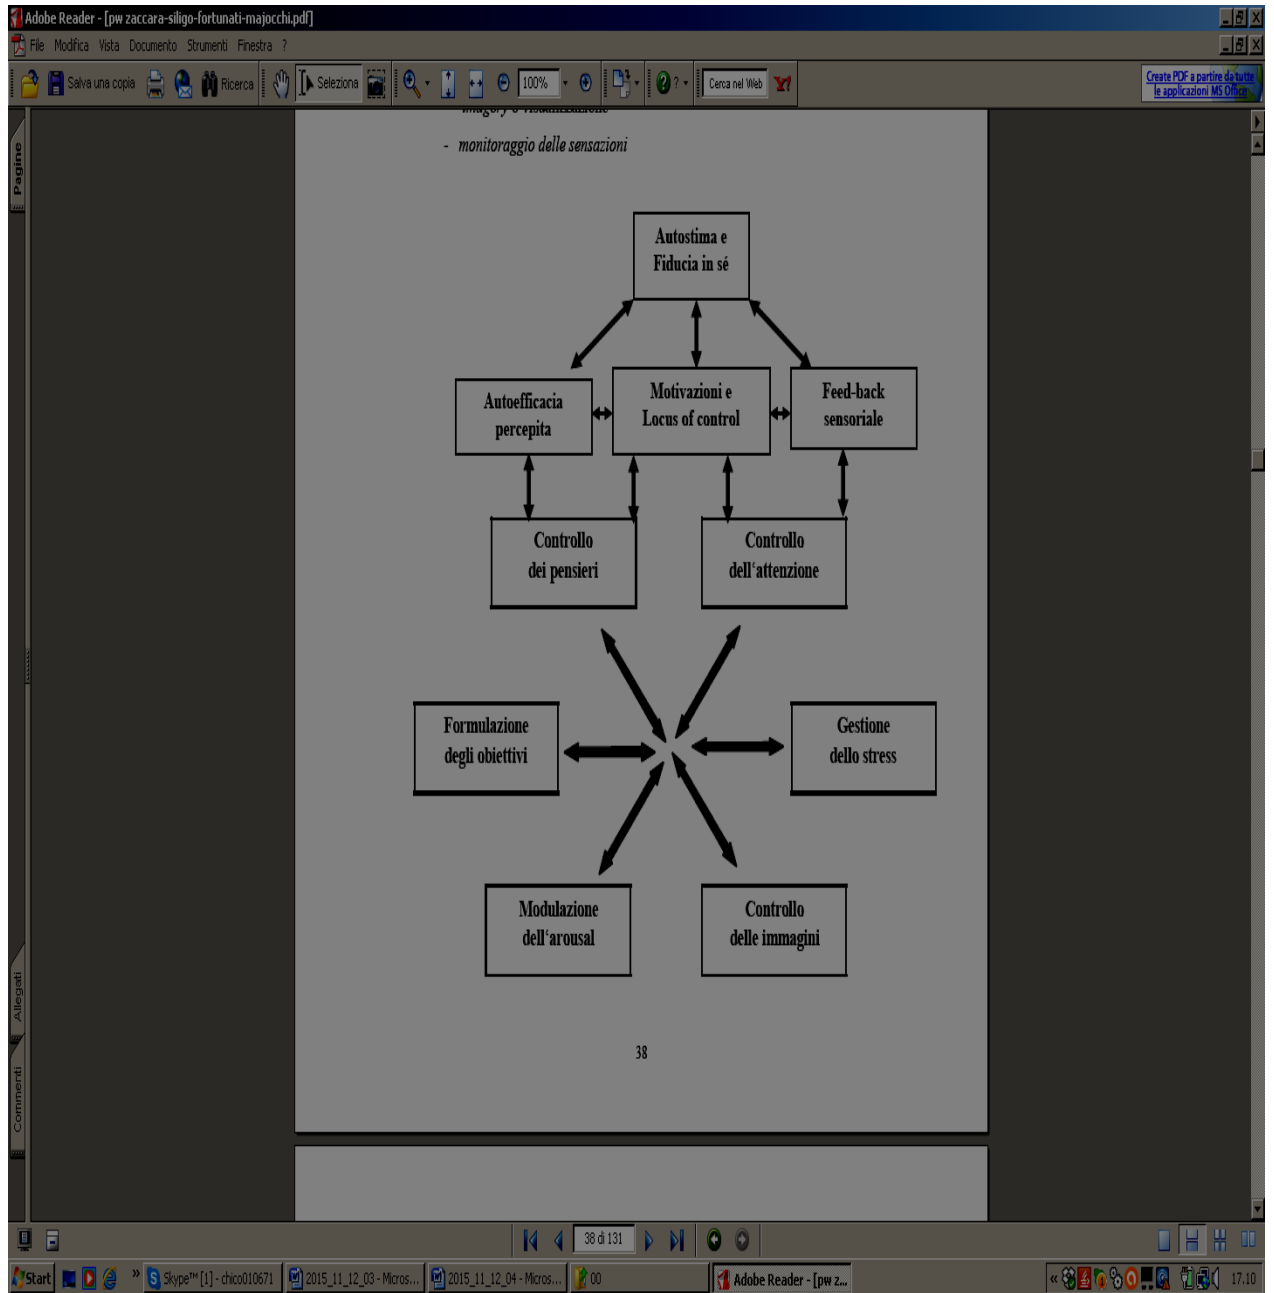 Adobe Reader - [pw zaccara-siligo-fortunati-majocchi.pdf]
File Modifica Vista Documento Strumenti Finestra ?
Salva una copia Ricerca Seleziona 100% ? Cerca nel Web Y!
Create PDF a partire da tutte
le applicazioni MS Office
Pagine
imagery o visualizzazione
- monitoraggio delle sensazioni
Autostima e
Fiducia in sé
Autoefficacia
percepita
Motivazioni e
Locus of control
Feed-back
sensoriale
Controllo
dei pensieri
Controllo
dell‘attenzione
Formulazione
degli obiettivi
Gestione
dello stress
Modulazione
dell‘arousal
Controllo
delle immagini
Allegati
Commenti
38
38 di 131
Start » Skype™ [1] - chico010671 2015_11_12_03 - Micros... 2015_11_12_04 - Micros... 00 Adobe Reader - [pw z... « 17.10